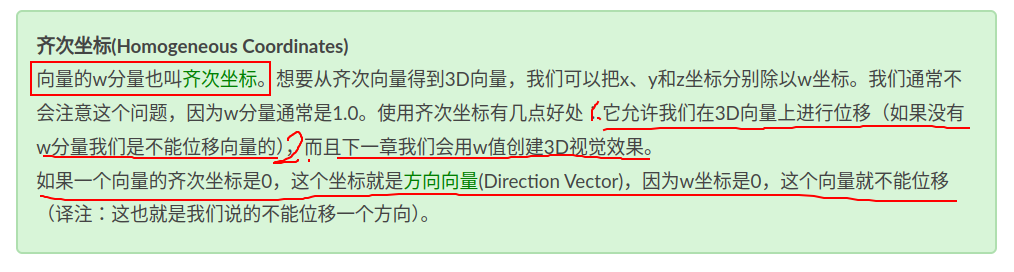 齐次坐标(Homogeneous Coordinates)
向量的w分量也叫齐次坐标。想要从齐次向量得到3D向量，我们可以把x、y和z坐标分别除以w坐标。我们通常不
会注意这个问题，因为w分量通常是1.0。使用齐次坐标有几点好处 1.它允许我们在3D向量上进行位移（如果没有
w分量我们是不能位移向量的），2而且下一章我们会用w值创建3D视觉效果。
如果一个向量的齐次坐标是0，这个坐标就是方向向量(Direction Vector)，因为w坐标是0，这个向量就不能位移
（译注：这也就是我们说的不能位移一个方向）。